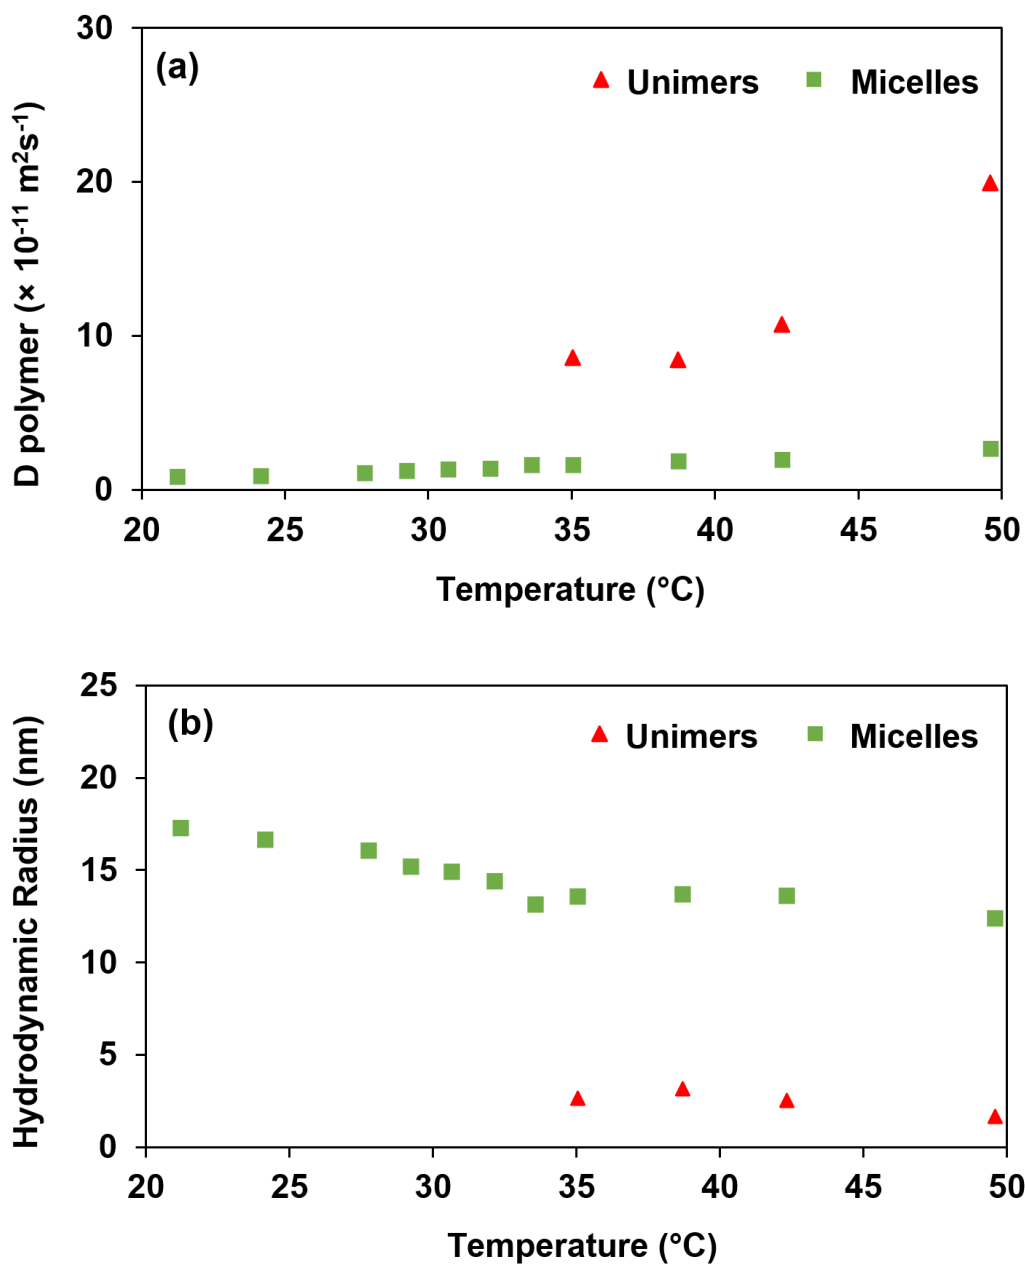 30
(a)
Unimers Micelles
20
10
0
D polymer (× 10⁻¹¹ m²s⁻¹)
20 25 30 35 40 45 50
Temperature (°C)
25
(b)
Unimers Micelles
20
15
10
5
0
Hydrodynamic Radius (nm)
20 25 30 35 40 45 50
Temperature (°C)